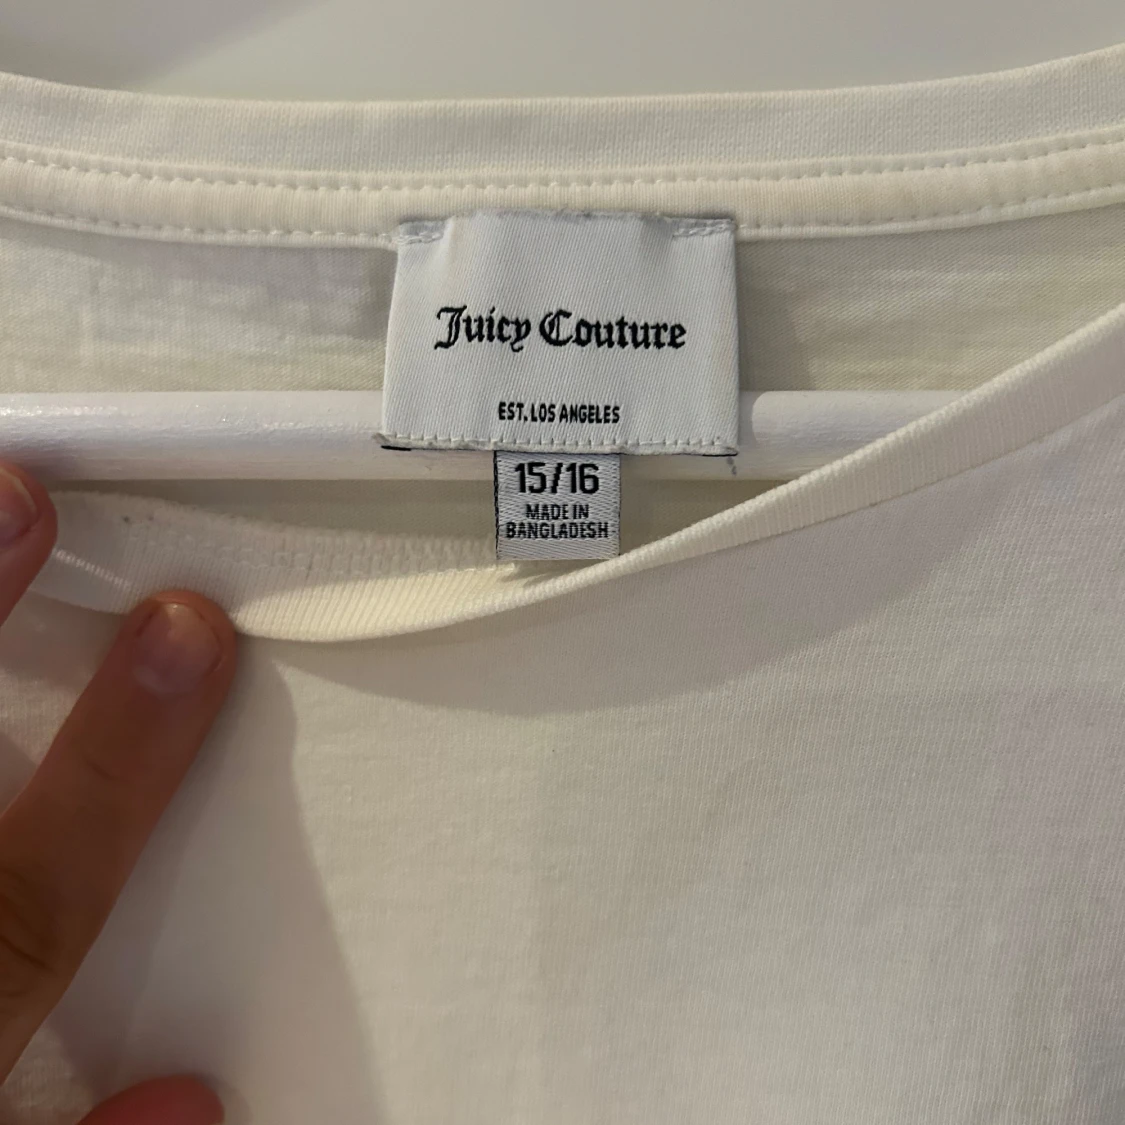 Juicy Couture
EST. LOS ANGELES
15/16
MADE IN
BANGLADESH